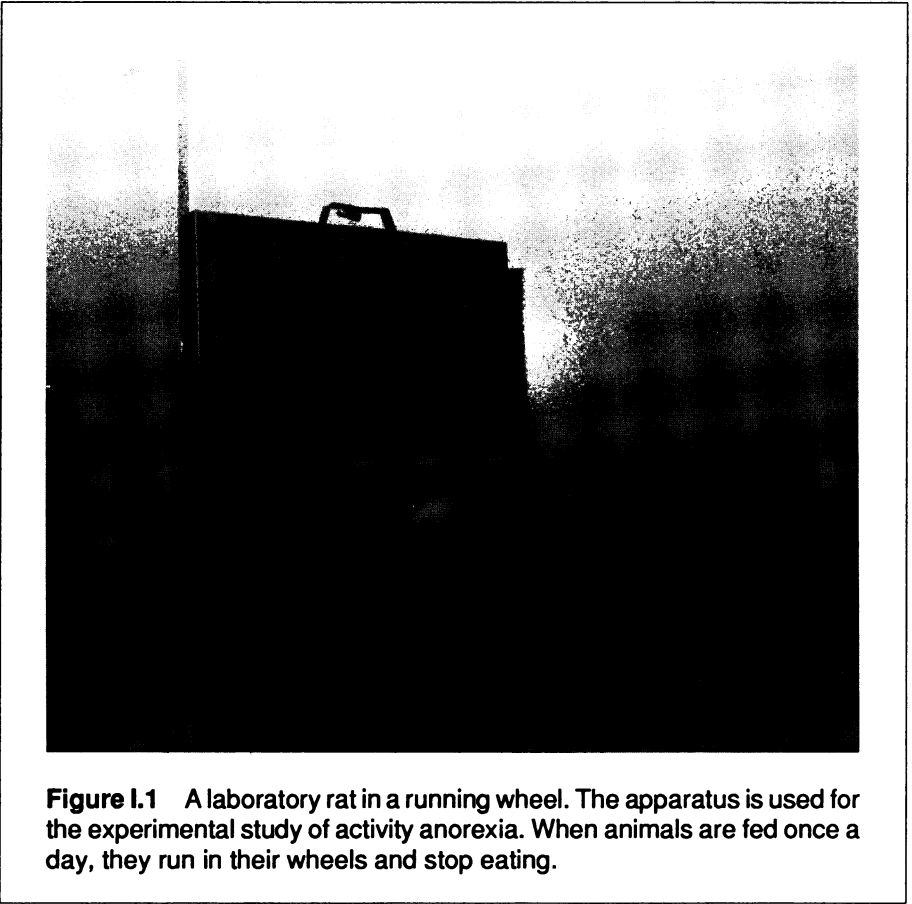 Figure I.1 A laboratory rat in a running wheel. The apparatus is used for
the experimental study of activity anorexia. When animals are fed once a
day, they run in their wheels and stop eating.